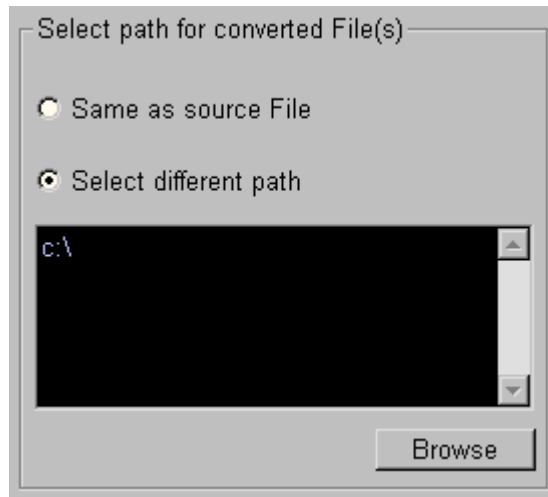 Select path for converted File(s)
Same as source File
Select different path
c:\
Browse